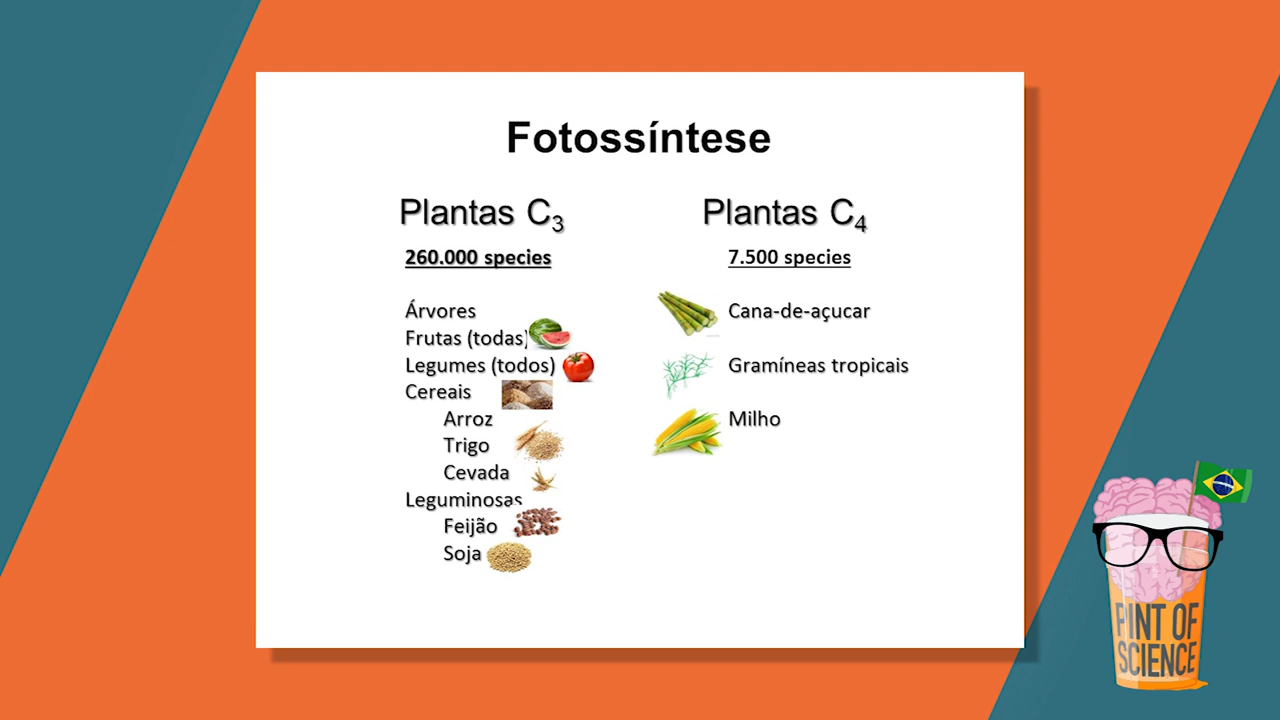 Fotossíntese
Plantas C3
260.000 species
Árvores
Frutas (todas)
Legumes (todos)
Cereais
Arroz
Trigo
Cevada
Leguminosas
Feijão
Soja
Plantas C4
7.500 species
Cana-de-açucar
Gramíneas tropicais
Milho
PINT OF
SCIENCE